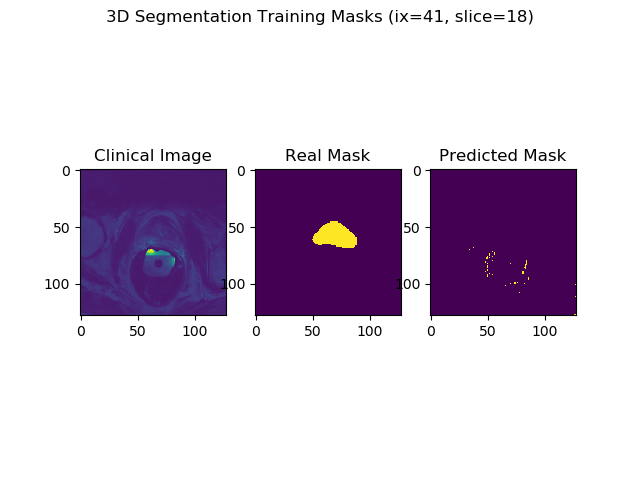 3D Segmentation Training Masks (ix=41, slice=18)
Clinical Image Real Mask Predicted Mask
0 0 0
50 50 50
100 100 100
0 50 100 0 50 100 0 50 100